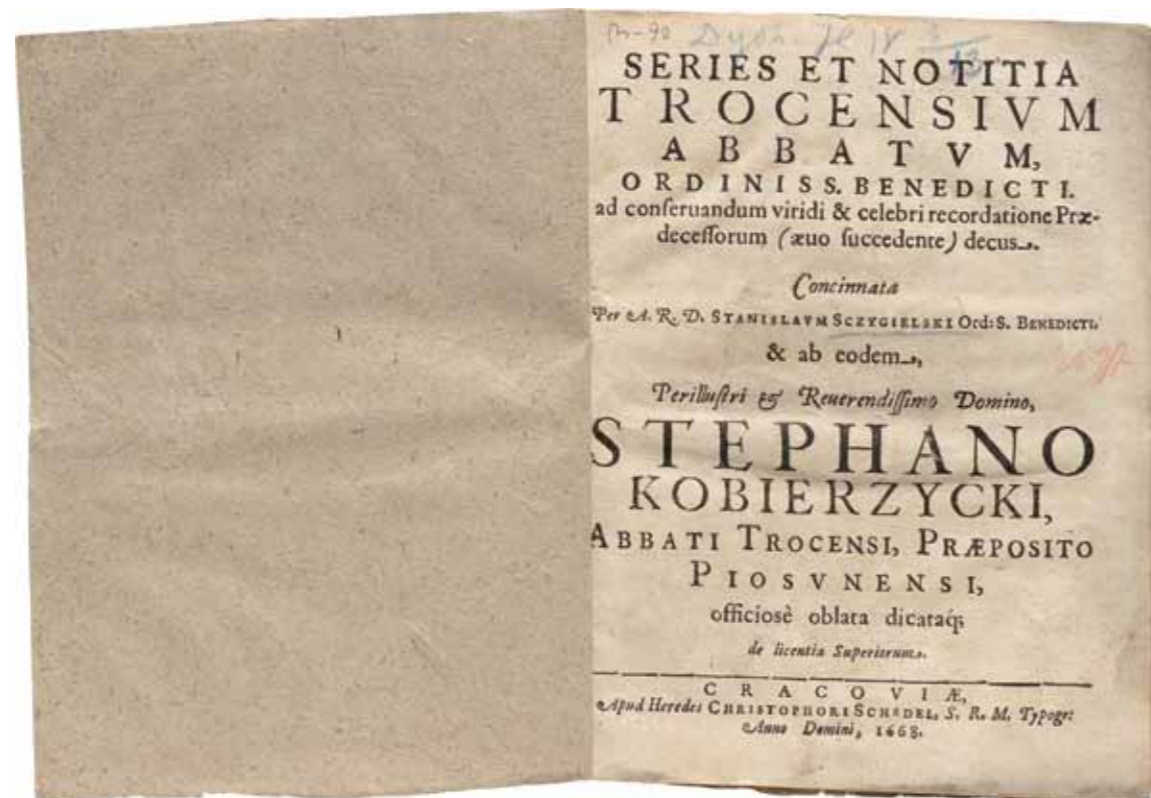 SERIES ET NOTITIA
TROCENSIVM
ABBATVM,
ORDINIS S. BENEDICTI.
ad conseruandum viridi & celebri recordatione Præ-
decessorum (æuo succedente) decus.
Concinnata
Per A. R. D. STANISLAVM SCZYGIELSKI Ord: S. BENEDICTI.
& ab eodem,
Perillustri & Reuerendissimo Domino,
STEPHANO
KOBIERZYCKI,
ABBATI TROCENSI, PRÆPOSITO
PIOSVNENSI,
officiosè oblata dicataq;
de licentia Superiorum.
CRACOVIÆ,
Apud Heredes CHRISTOPHORI SCHEDEL, S. R. M. Typogr:
Anno Domini, 1668.